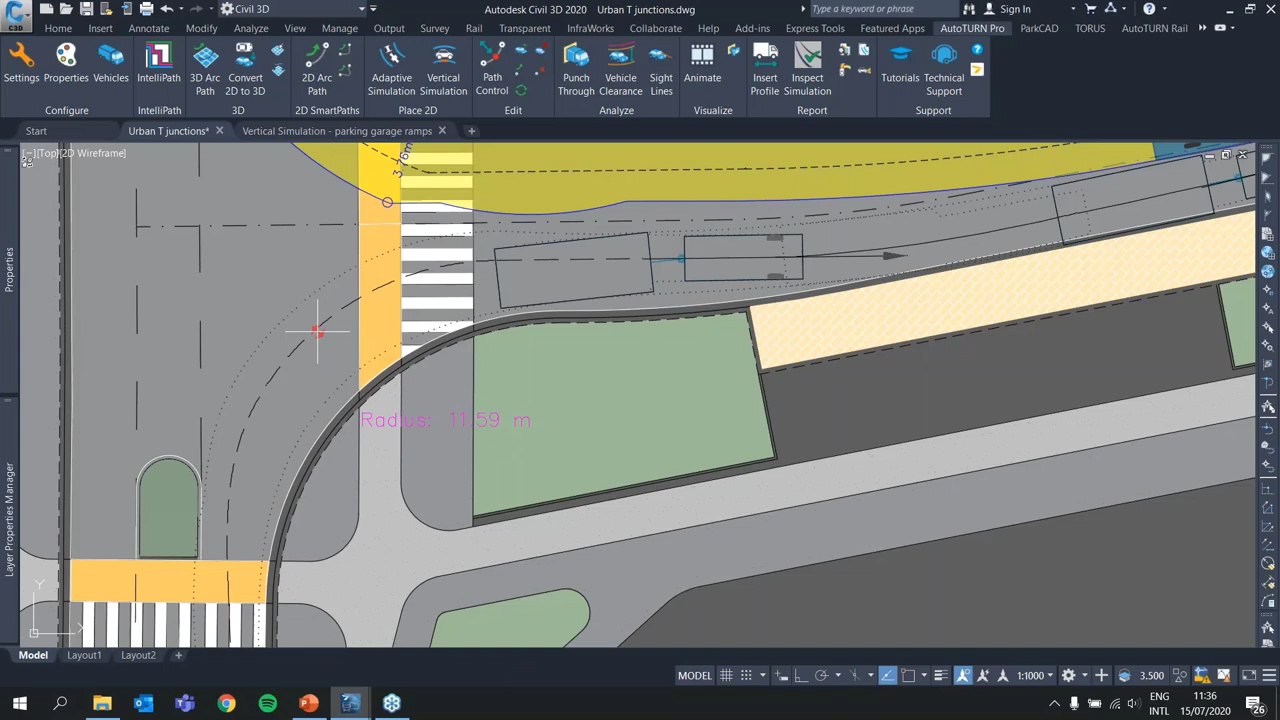 C3D
Civil 3D
Autodesk Civil 3D 2020 Urban T junctions.dwg
Type a keyword or phrase
Sign In
Home Insert Annotate Modify Analyze View Manage Output Survey Rail Transparent InfraWorks Collaborate Help Add-ins Express Tools Featured Apps AutoTURN Pro ParkCAD TORUS AutoTURN Rail
Settings Properties Vehicles IntelliPath 3D Arc Path Convert 2D to 3D 2D Arc Path Adaptive Simulation Vertical Simulation Path Control Punch Through Vehicle Clearance Sight Lines Animate Insert Profile Inspect Simulation Tutorials Technical Support
Configure IntelliPath 3D 2D SmartPaths Place 2D Edit Analyze Visualize Report Support
Start Urban T junctions* Vertical Simulation - parking garage ramps
[−][Top][2D Wireframe]
3.76m
Properties
Radius: 11.59 m
Layer Properties Manager
Y
X
Model Layout1 Layout2
MODEL 1:1000 3.500
ENG
INTL
11:36
15/07/2020
26